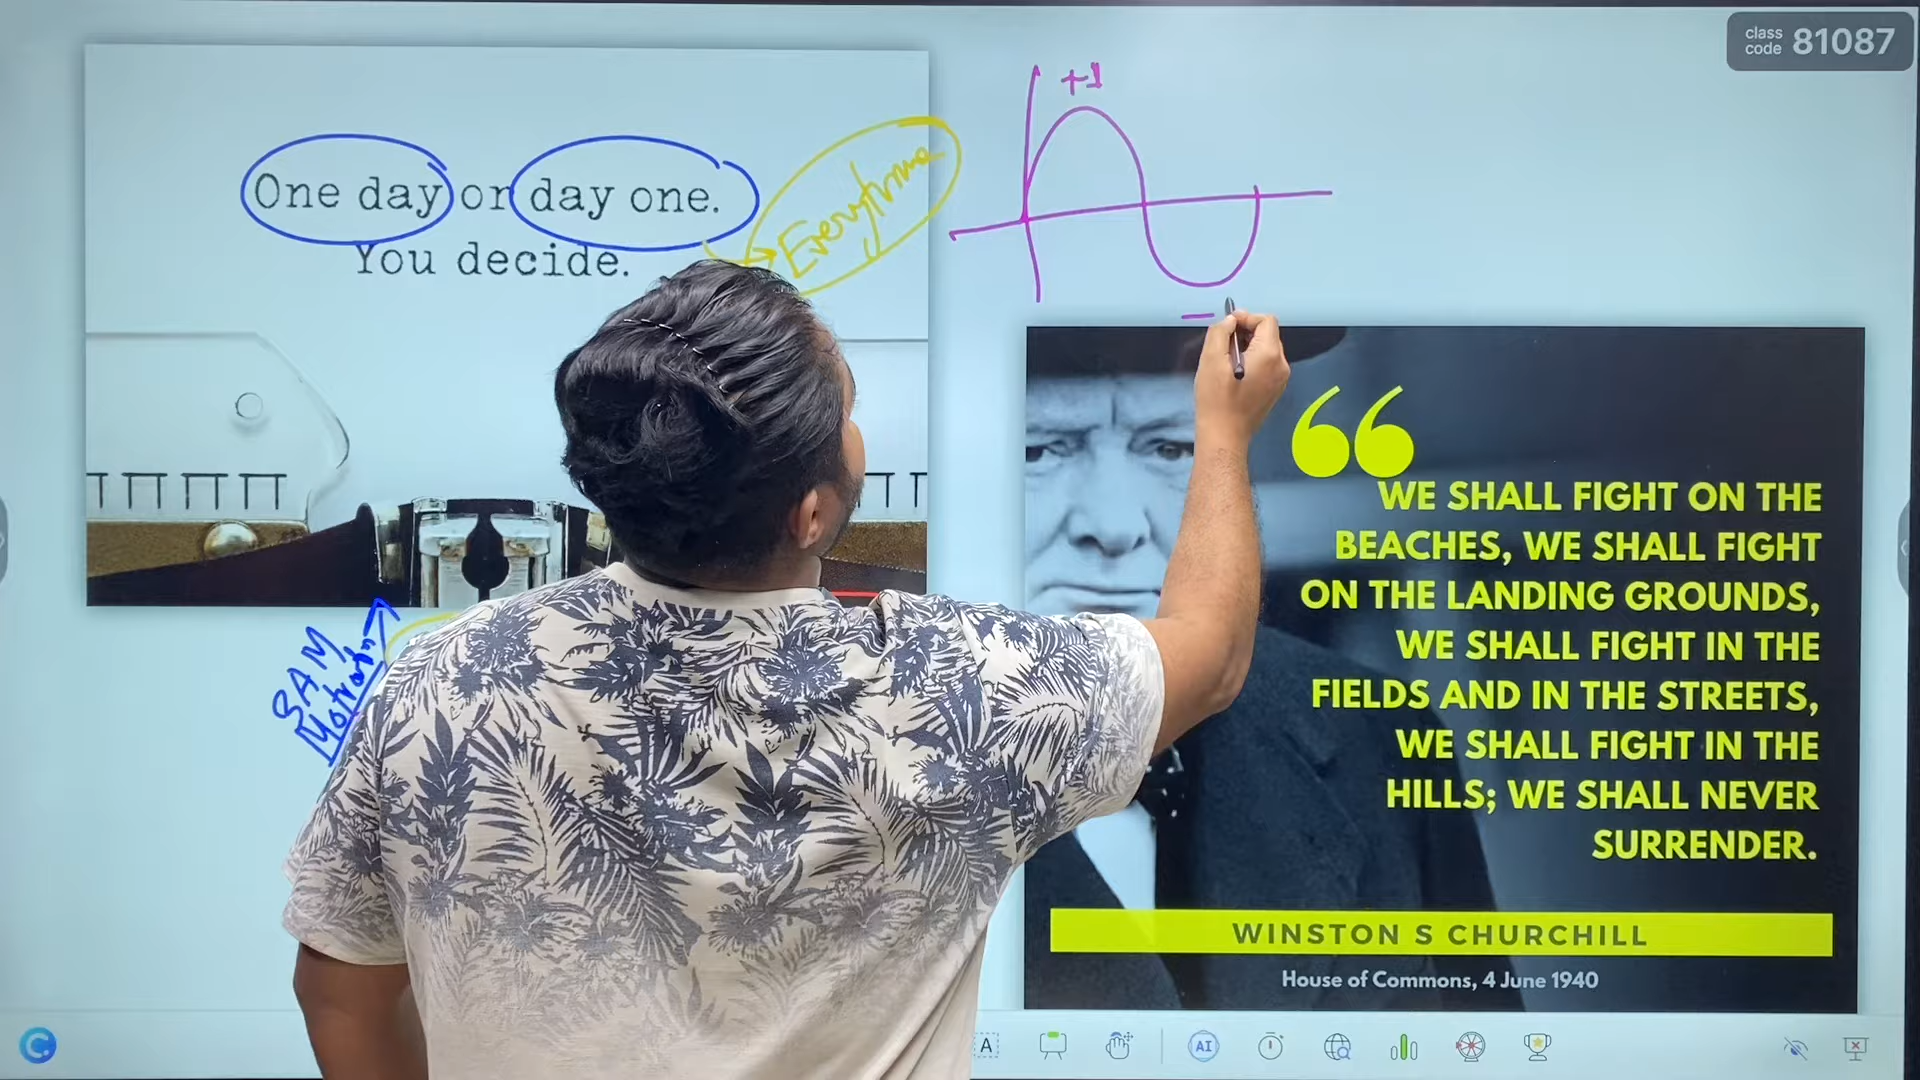 class
code 81087
One day or day one.
You decide.
+1
−
SAM
WE SHALL FIGHT ON THE
BEACHES, WE SHALL FIGHT
ON THE LANDING GROUNDS,
WE SHALL FIGHT IN THE
FIELDS AND IN THE STREETS,
WE SHALL FIGHT IN THE
HILLS; WE SHALL NEVER
SURRENDER.
WINSTON S CHURCHILL
House of Commons, 4 June 1940
A
AI